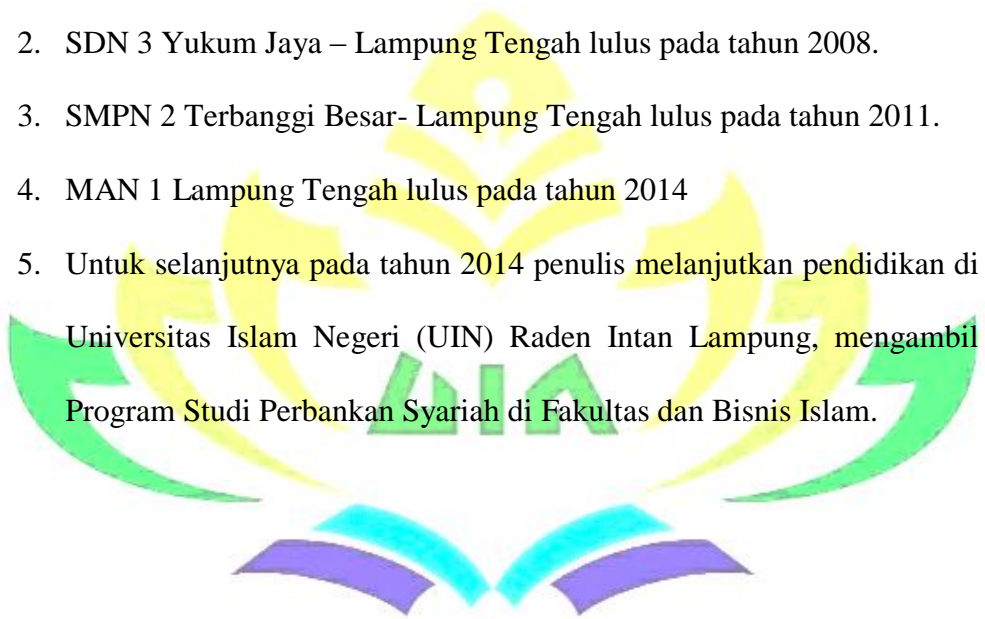 2. SDN 3 Yukum Jaya – Lampung Tengah lulus pada tahun 2008.
3. SMPN 2 Terbanggi Besar- Lampung Tengah lulus pada tahun 2011.
4. MAN 1 Lampung Tengah lulus pada tahun 2014
5. Untuk selanjutnya pada tahun 2014 penulis melanjutkan pendidikan di
Universitas Islam Negeri (UIN) Raden Intan Lampung, mengambil
Program Studi Perbankan Syariah di Fakultas dan Bisnis Islam.
UIN